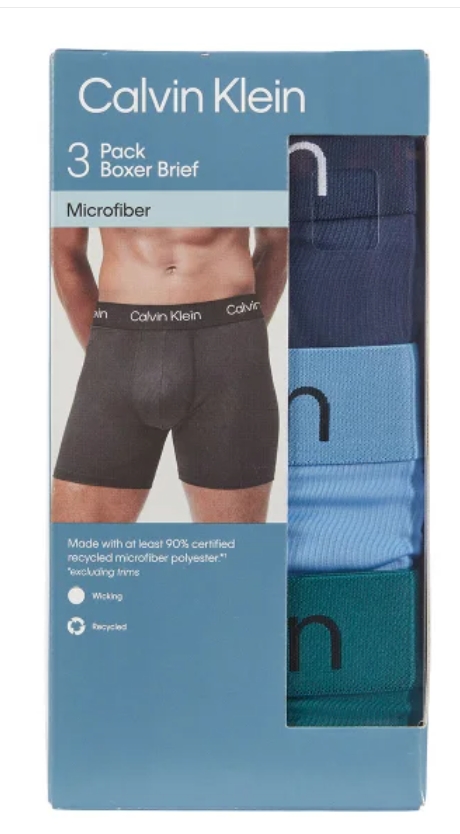 Calvin Klein
3 Pack
Boxer Brief
Microfiber
Calvin Klein
Made with at least 90% certified
recycled microfiber polyester.*†
*excluding trims
Wicking
Recycled
n
n
n